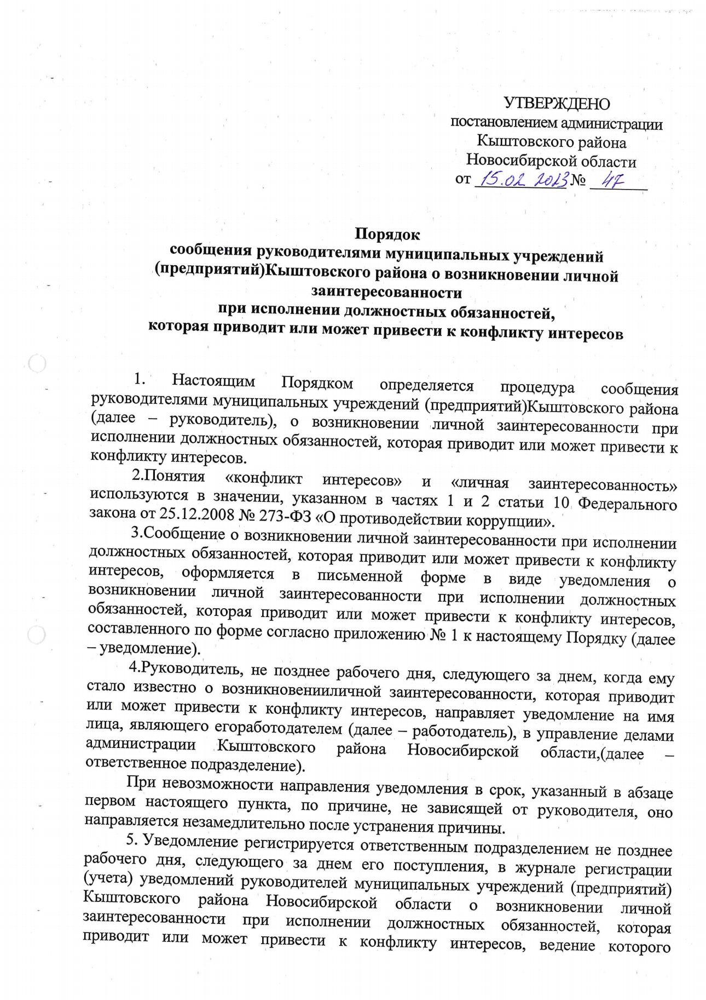 УТВЕРЖДЕНО
постановлением администрации
Кыштовского района
Новосибирской области
от 15.02 2023 № 47
Порядок
сообщения руководителями муниципальных учреждений
(предприятий)Кыштовского района о возникновении личной
заинтересованности
при исполнении должностных обязанностей,
которая приводит или может привести к конфликту интересов
1. Настоящим Порядком определяется процедура сообщения
руководителями муниципальных учреждений (предприятий)Кыштовского района
(далее – руководитель), о возникновении личной заинтересованности при
исполнении должностных обязанностей, которая приводит или может привести к
конфликту интересов.
2.Понятия «конфликт интересов» и «личная заинтересованность»
используются в значении, указанном в частях 1 и 2 статьи 10 Федерального
закона от 25.12.2008 № 273-ФЗ «О противодействии коррупции».
3.Сообщение о возникновении личной заинтересованности при исполнении
должностных обязанностей, которая приводит или может привести к конфликту
интересов, оформляется в письменной форме в виде уведомления о
возникновении личной заинтересованности при исполнении должностных
обязанностей, которая приводит или может привести к конфликту интересов,
составленного по форме согласно приложению № 1 к настоящему Порядку (далее
– уведомление).
4.Руководитель, не позднее рабочего дня, следующего за днем, когда ему
стало известно о возникновенииличной заинтересованности, которая приводит
или может привести к конфликту интересов, направляет уведомление на имя
лица, являющего егоработодателем (далее – работодатель), в управление делами
администрации Кыштовского района Новосибирской области,(далее –
ответственное подразделение).
При невозможности направления уведомления в срок, указанный в абзаце
первом настоящего пункта, по причине, не зависящей от руководителя, оно
направляется незамедлительно после устранения причины.
5. Уведомление регистрируется ответственным подразделением не позднее
рабочего дня, следующего за днем его поступления, в журнале регистрации
(учета) уведомлений руководителей муниципальных учреждений (предприятий)
Кыштовского района Новосибирской области о возникновении личной
заинтересованности при исполнении должностных обязанностей, которая
приводит или может привести к конфликту интересов, ведение которого